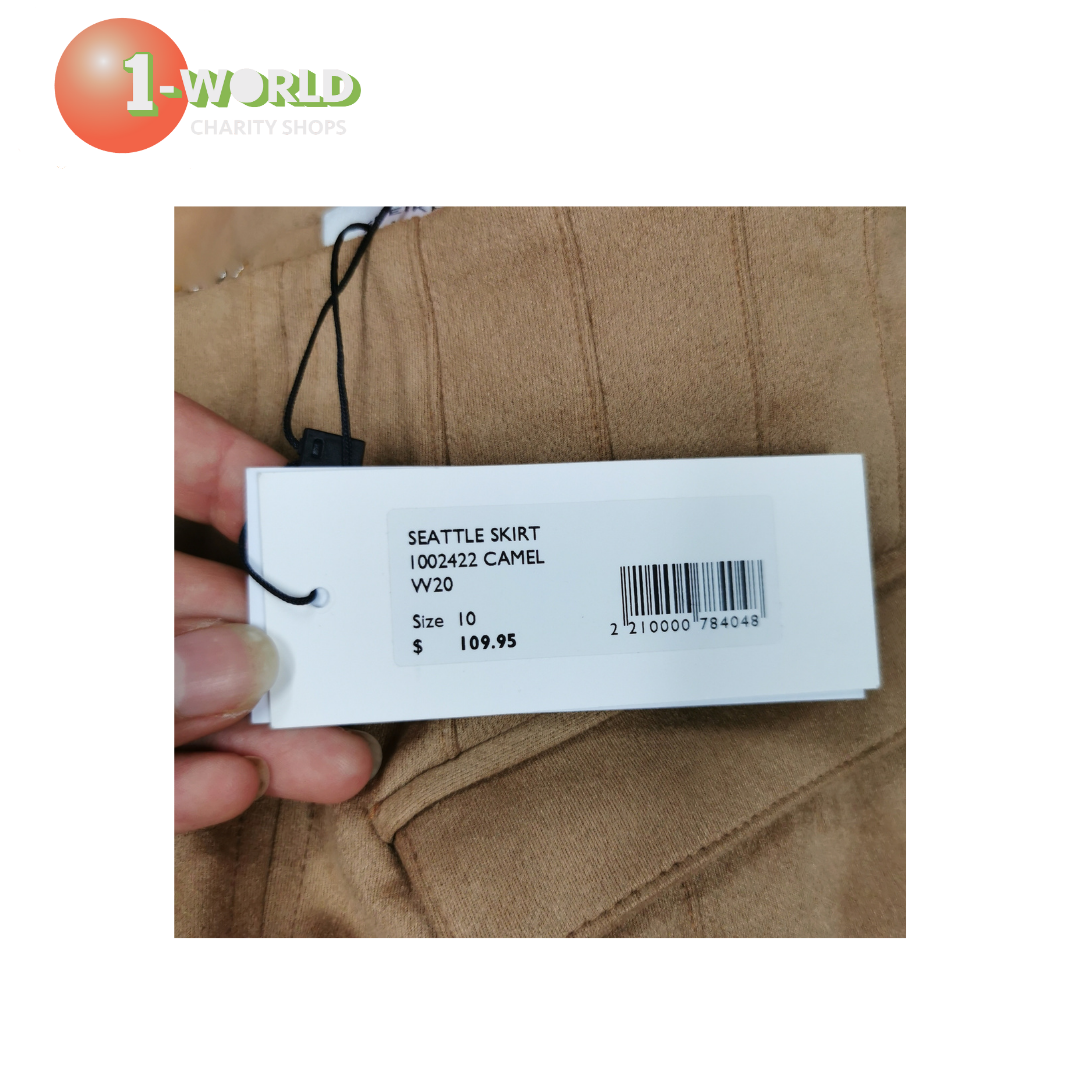 1-WORLD
CHARITY SHOPS
SEATTLE SKIRT
1002422 CAMEL
W20
Size 10
$ 109.95
2 210000 784048